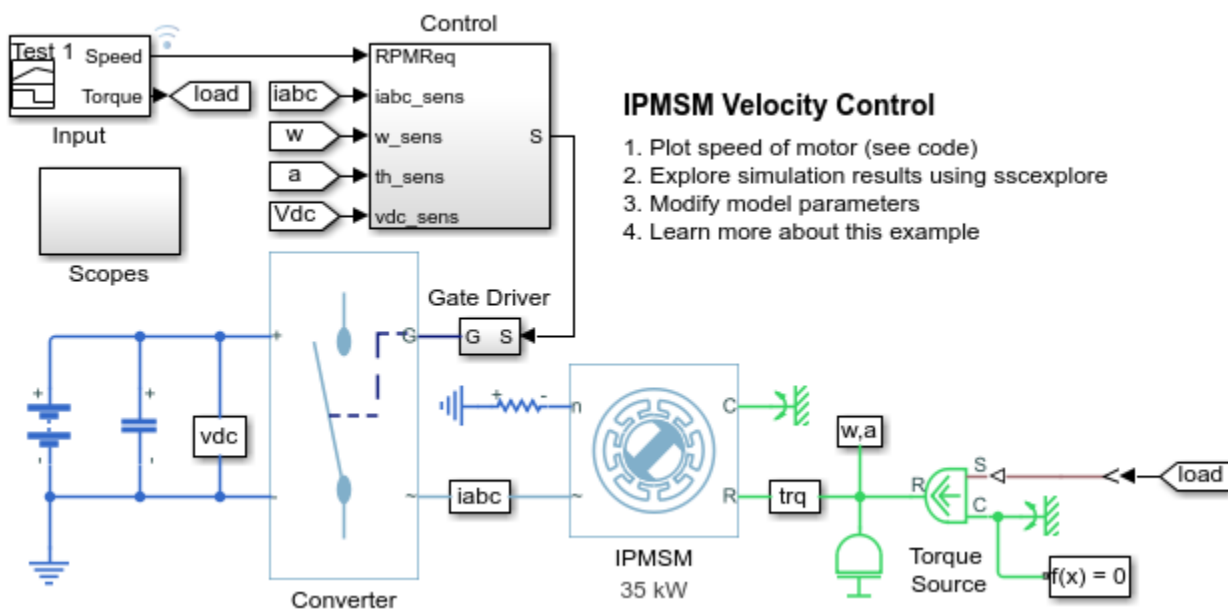 Control
Test 1
Speed
Torque
Input
load
RPMReq
iabc
iabc_sens
w
w_sens
a
th_sens
Vdc
vdc_sens
S
IPMSM Velocity Control
1. Plot speed of motor (see code)
2. Explore simulation results using sscexplore
3. Modify model parameters
4. Learn more about this example
Scopes
Gate Driver
G
G S
+
+
+
vdc
-
-
-
~
Converter
iabc
+ -
n
~
C
R
IPMSM
35 kW
trq
w,a
R
S
C
Torque
Source
load
f(x) = 0